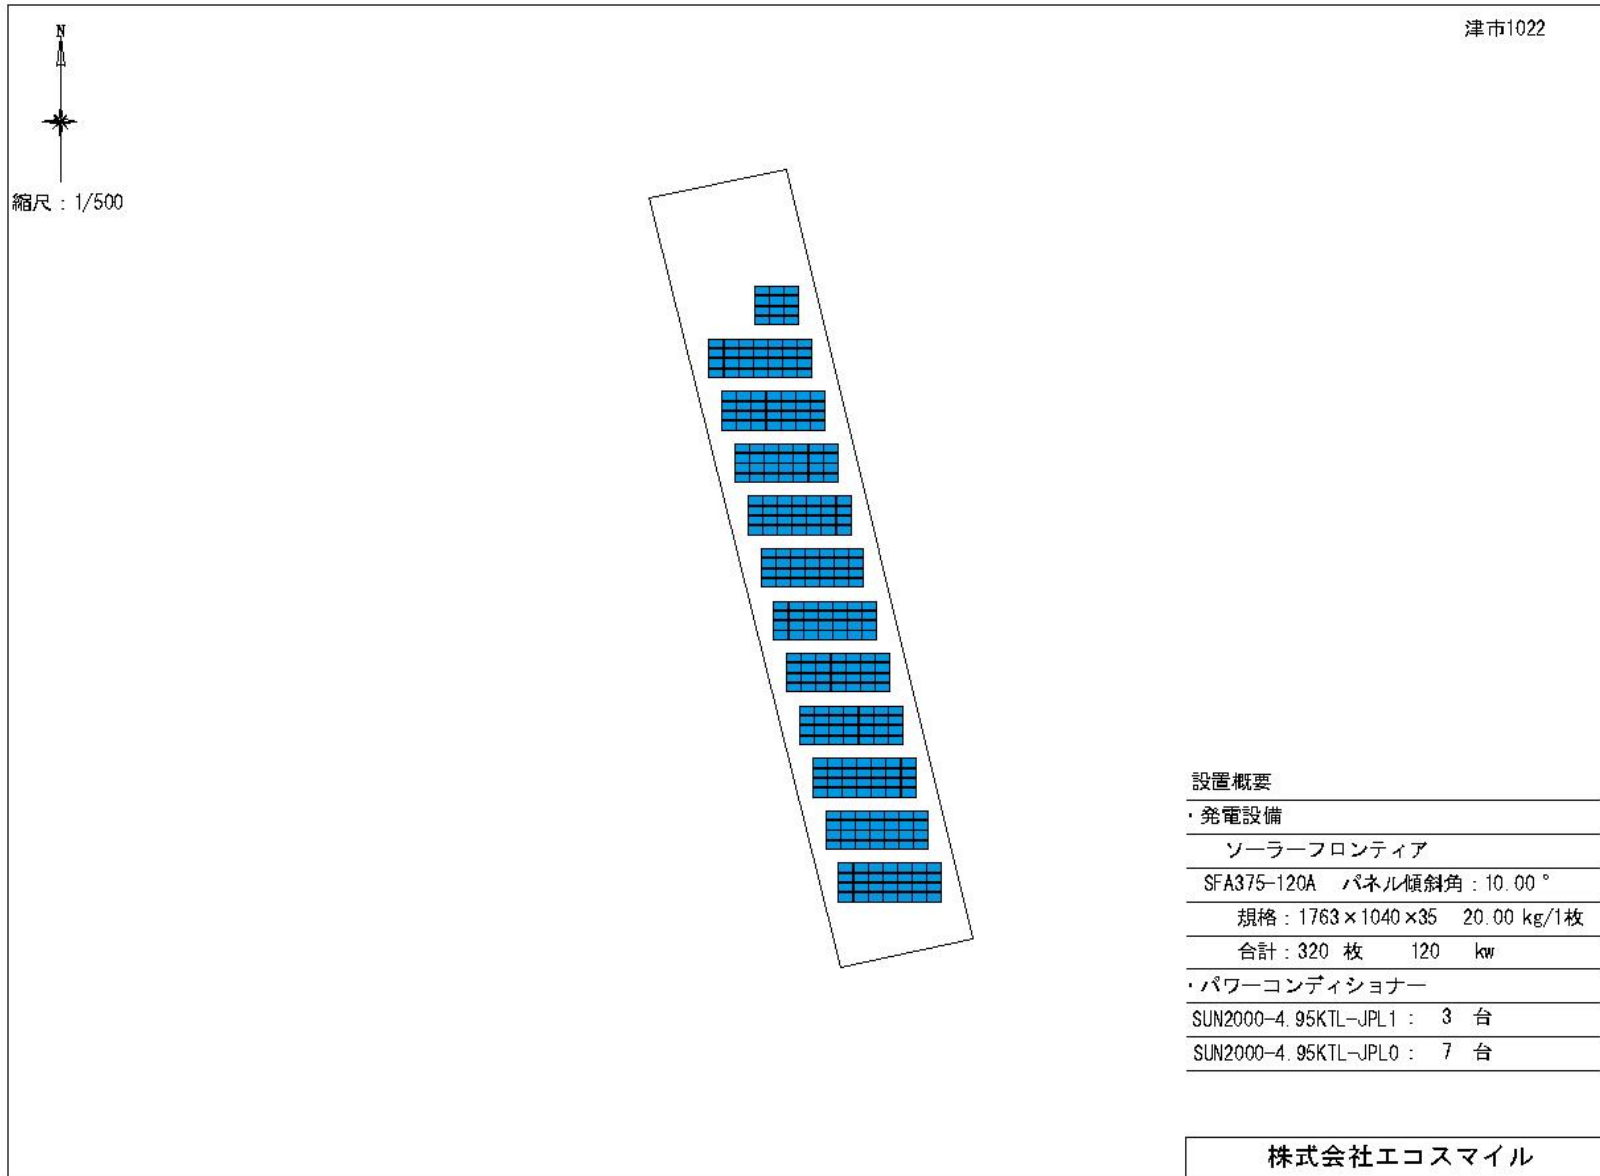 津市1022
N
縮尺：1/500
設置概要
・発電設備
ソーラーフロンティア
SFA375-120A パネル傾斜角：10.00°
規格：1763×1040×35 20.00 kg/1枚
合計：320 枚 120 kw
・パワーコンディショナー
SUN2000-4.95KTL-JPL1： 3 台
SUN2000-4.95KTL-JPL0： 7 台
株式会社エコスマイル